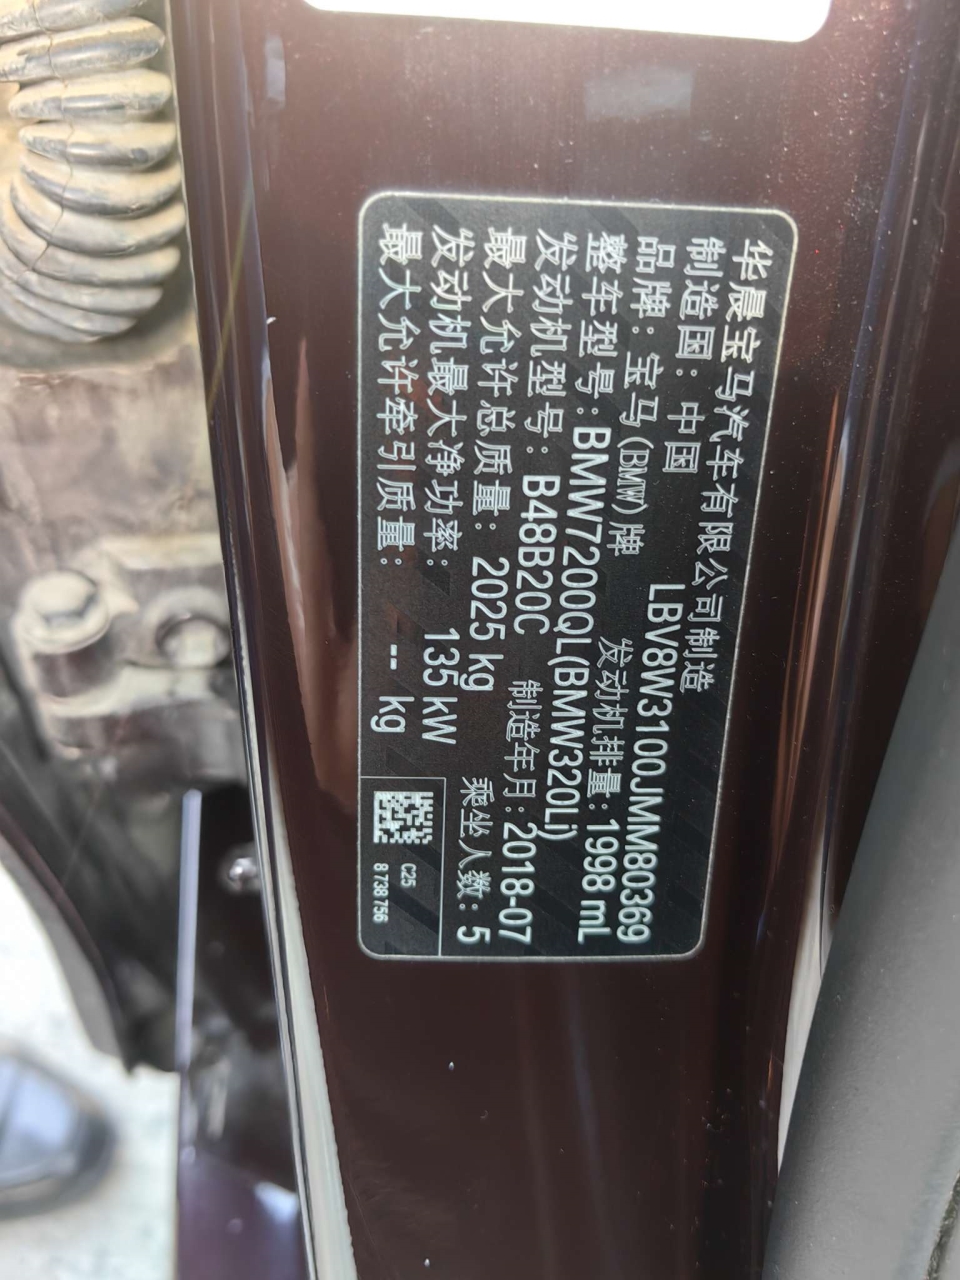 华晨宝马汽车有限公司制造
制造国：中国 LBV8W3100JMM80369
品牌：宝马(BMW)牌 发动机排量：1998 mL
整车型号：BMW7200QL(BMW320Li)
发动机型号：B48B20C 制造年月：2018-07
最大允许总质量：2025 kg 乘坐人数：5
发动机最大净功率：135 kW
最大允许牵引质量：-- kg
C25
8 738 756